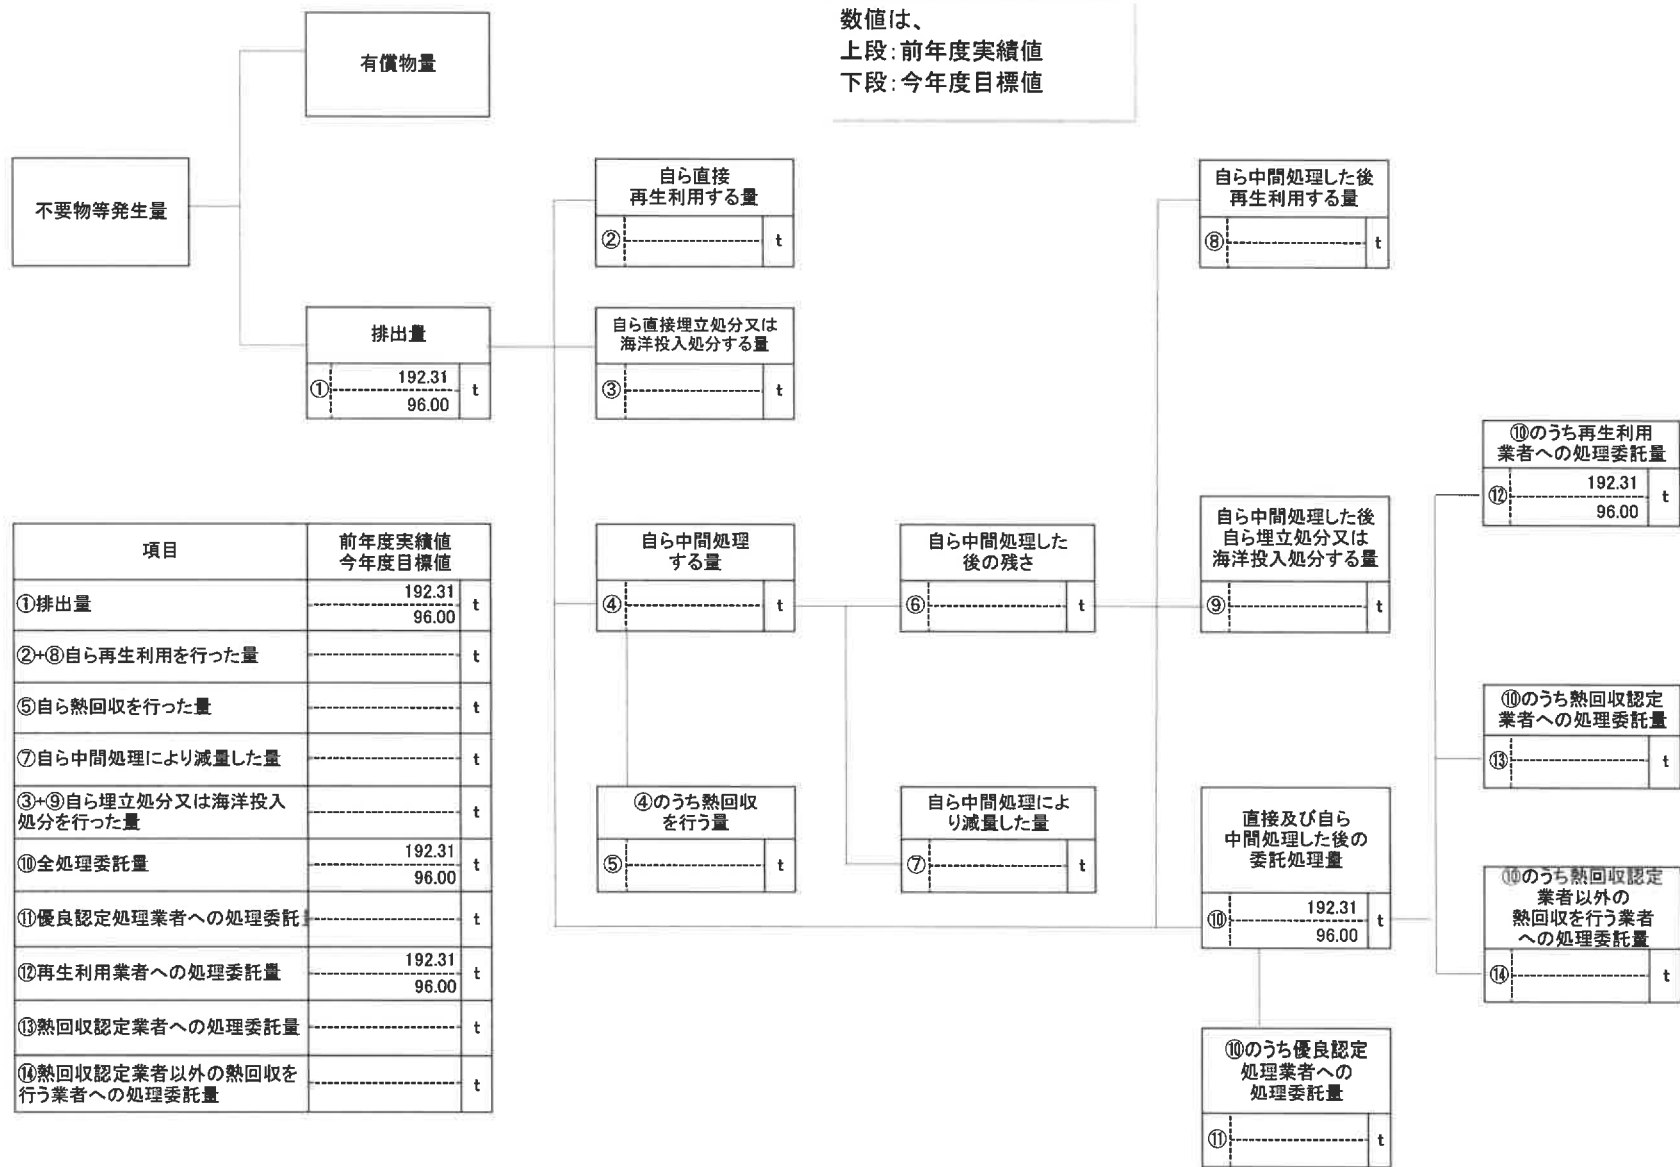 数値は、
上段：前年度実績値
下段：今年度目標値
有償物量
不要物等発生量
排出量
①
192.31
96.00
t
自ら直接
再生利用する量
②
t
自ら直接埋立処分又は
海洋投入処分する量
③
t
自ら中間処理
する量
④
t
④のうち熱回収
を行う量
⑤
t
自ら中間処理した
後の残さ
⑥
t
自ら中間処理によ
り減量した量
⑦
t
自ら中間処理した後
再生利用する量
⑧
t
自ら中間処理した後
自ら埋立処分又は
海洋投入処分する量
⑨
t
直接及び自ら
中間処理した後の
委託処理量
⑩
192.31
96.00
t
⑩のうち優良認定
処理業者への
処理委託量
⑪
t
⑩のうち再生利用
業者への処理委託量
⑫
192.31
96.00
t
⑩のうち熱回収認定
業者への処理委託量
⑬
t
⑩のうち熱回収認定
業者以外の
熱回収を行う業者
への処理委託量
⑭
t
項目
前年度実績値
今年度目標値
①排出量
192.31
96.00
t
②+⑧自ら再生利用を行った量
t
⑤自ら熱回収を行った量
t
⑦自ら中間処理により減量した量
t
③+⑨自ら埋立処分又は海洋投入
処分を行った量
t
⑩全処理委託量
192.31
96.00
t
⑪優良認定処理業者への処理委託
t
⑫再生利用業者への処理委託量
192.31
96.00
t
⑬熱回収認定業者への処理委託量
t
⑭熱回収認定業者以外の熱回収を
行う業者への処理委託量
t